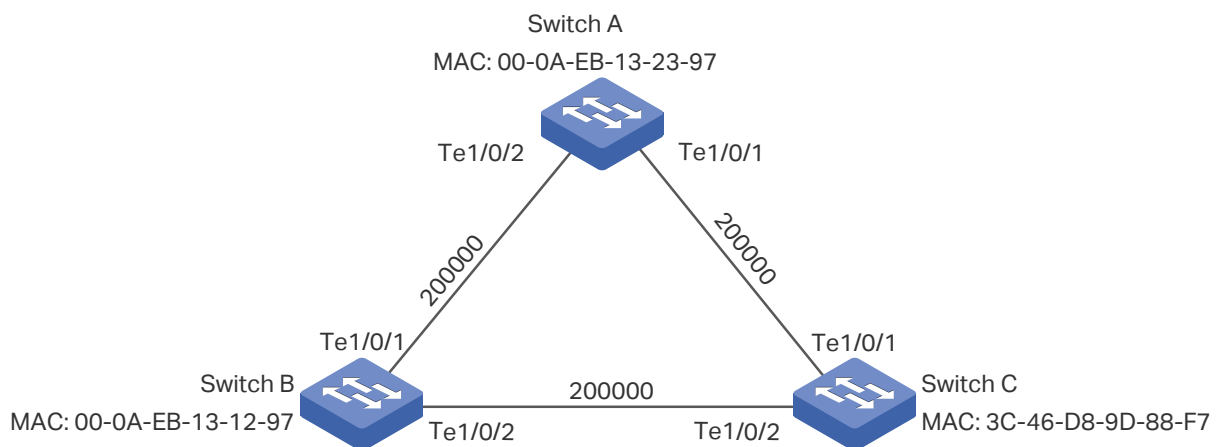 Switch A
MAC: 00-0A-EB-13-23-97
Te1/0/2
Te1/0/1
200000
200000
Te1/0/1
Te1/0/1
Switch B
200000
Switch C
MAC: 00-0A-EB-13-12-97
MAC: 3C-46-D8-9D-88-F7
Te1/0/2
Te1/0/2